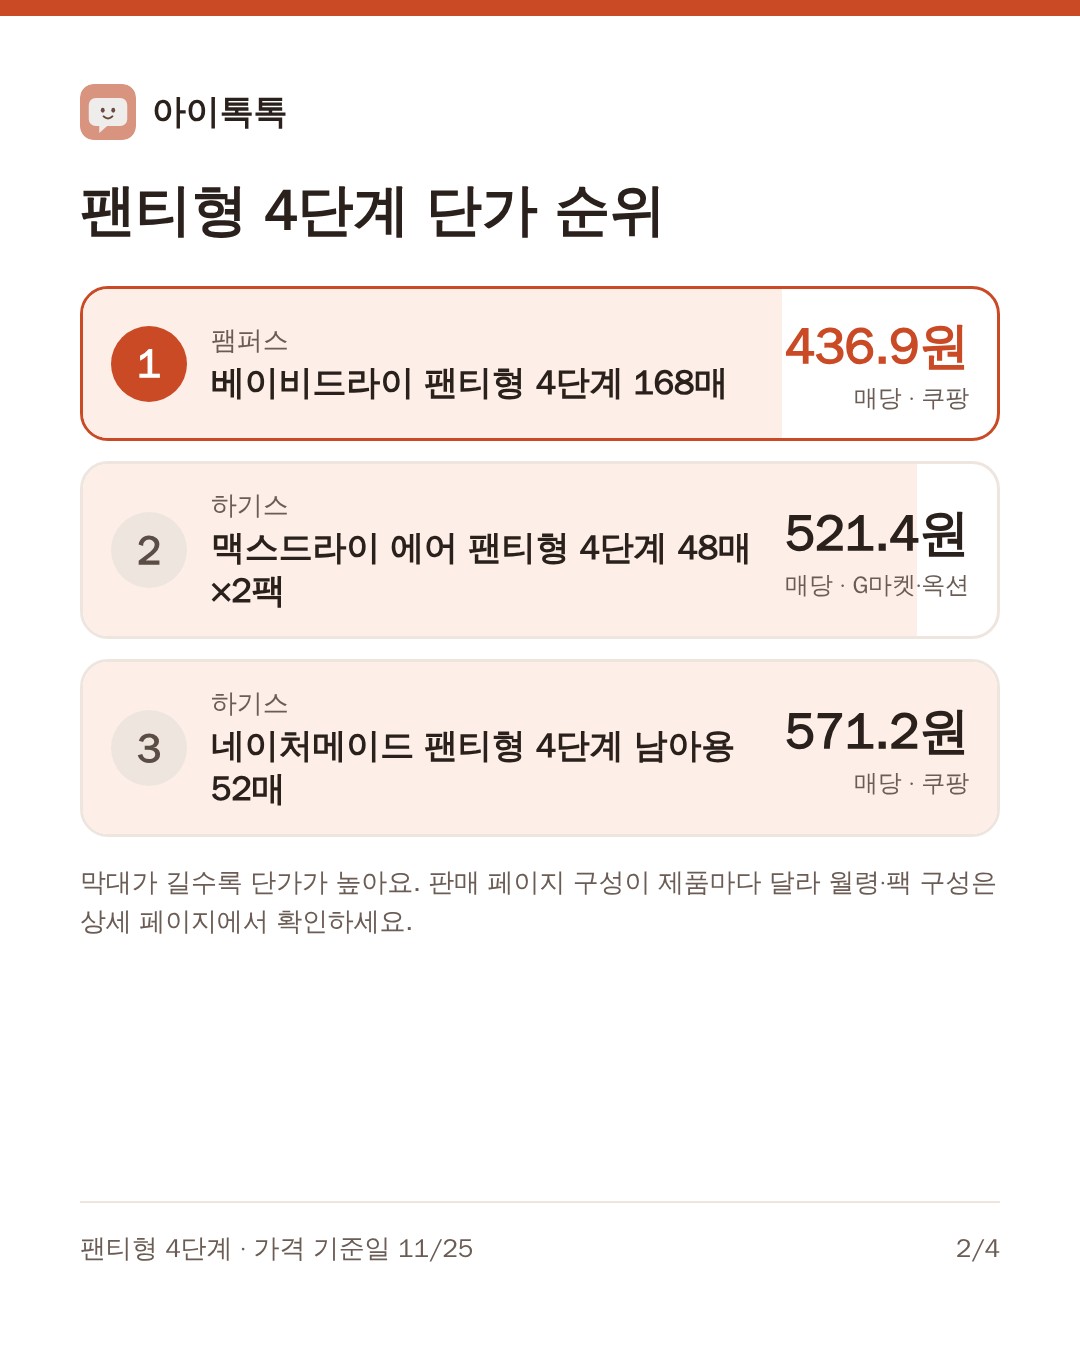 아이톡톡
팬티형 4단계 단가 순위
1
팸퍼스
베이비드라이 팬티형 4단계 168매
436.9원
매당 · 쿠팡
2
하기스
맥스드라이 에어 팬티형 4단계 48매
×2팩
521.4원
매당 · G마켓·옥션
3
하기스
네이처메이드 팬티형 4단계 남아용
52매
571.2원
매당 · 쿠팡
막대가 길수록 단가가 높아요. 판매 페이지 구성이 제품마다 달라 월령·팩 구성은
상세 페이지에서 확인하세요.
팬티형 4단계 · 가격 기준일 11/25
2/4